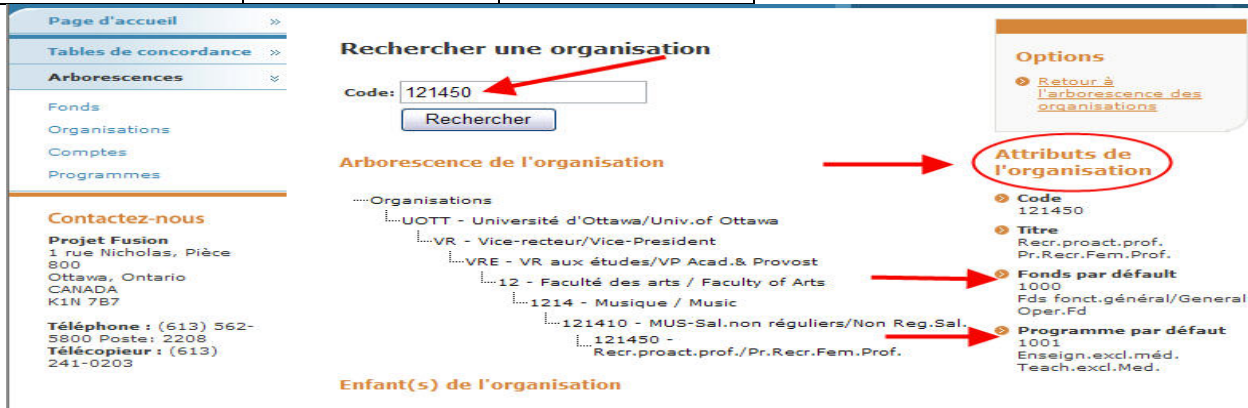 Page d'accueil »
Tables de concordance »
Arborescences
Fonds
Organisations
Comptes
Programmes
Contactez-nous
Projet Fusion
1 rue Nicholas, Pièce
800
Ottawa, Ontario
CANADA
K1N 7B7
Téléphone : (613) 562-
5800 Poste: 2208
Télécopieur : (613)
241-0203
Rechercher une organisation
Code: 121450
Rechercher
Arborescence de l'organisation
Organisations
UOTT - Université d'Ottawa/Univ.of Ottawa
VR - Vice-recteur/Vice-President
VRE - VR aux études/VP Acad.& Provost
12 - Faculté des arts / Faculty of Arts
1214 - Musique / Music
121410 - MUS-Sal.non réguliers/Non Reg.Sal.
121450 -
Recr.proact.prof./Pr.Recr.Fem.Prof.
Enfant(s) de l'organisation
Options
Retour à
l'arborescence des
organisations
Attributs de
l'organisation
Code
121450
Titre
Recr.proact.prof.
Pr.Recr.Fem.Prof.
Fonds par défault
1000
Fds fonct.général/General
Oper.Fd
Programme par défaut
1001
Enseign.excl.méd.
Teach.excl.Med.